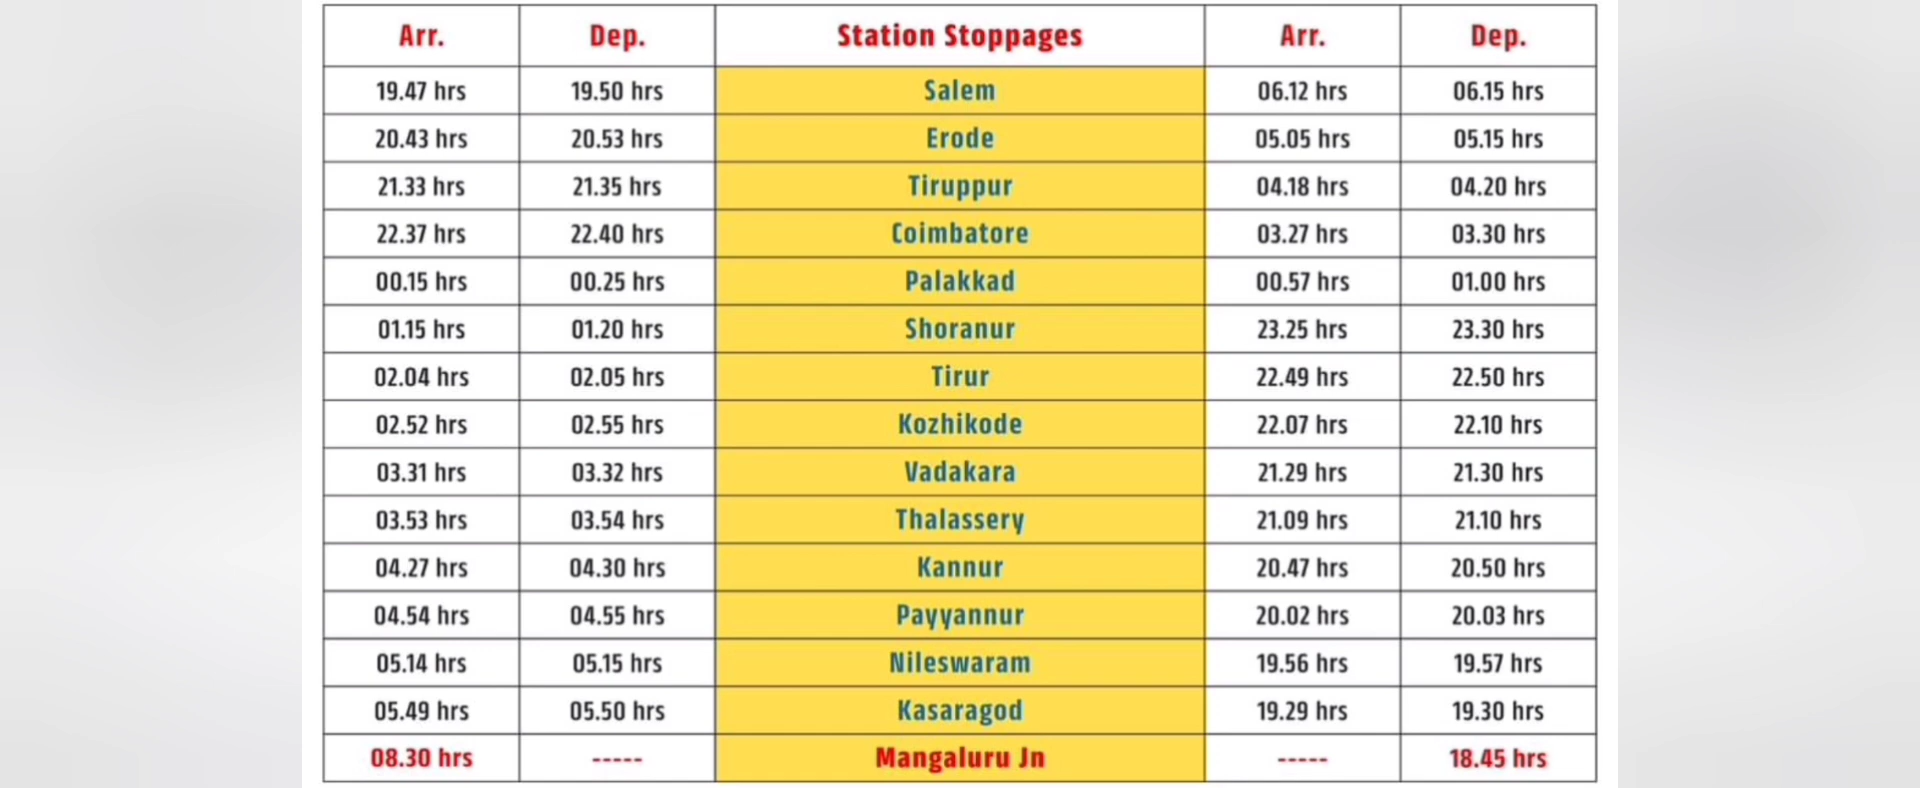 Arr. Dep. Station Stoppages Arr. Dep.
19.47 hrs 19.50 hrs Salem 06.12 hrs 06.15 hrs
20.43 hrs 20.53 hrs Erode 05.05 hrs 05.15 hrs
21.33 hrs 21.35 hrs Tiruppur 04.18 hrs 04.20 hrs
22.37 hrs 22.40 hrs Coimbatore 03.27 hrs 03.30 hrs
00.15 hrs 00.25 hrs Palakkad 00.57 hrs 01.00 hrs
01.15 hrs 01.20 hrs Shoranur 23.25 hrs 23.30 hrs
02.04 hrs 02.05 hrs Tirur 22.49 hrs 22.50 hrs
02.52 hrs 02.55 hrs Kozhikode 22.07 hrs 22.10 hrs
03.31 hrs 03.32 hrs Vadakara 21.29 hrs 21.30 hrs
03.53 hrs 03.54 hrs Thalassery 21.09 hrs 21.10 hrs
04.27 hrs 04.30 hrs Kannur 20.47 hrs 20.50 hrs
04.54 hrs 04.55 hrs Payyannur 20.02 hrs 20.03 hrs
05.14 hrs 05.15 hrs Nileswaram 19.56 hrs 19.57 hrs
05.49 hrs 05.50 hrs Kasaragod 19.29 hrs 19.30 hrs
08.30 hrs ----- Mangaluru Jn ----- 18.45 hrs